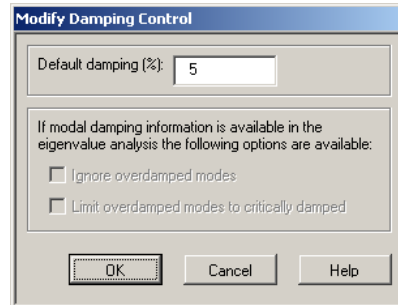 Modify Damping Control
Default damping (%): 5
If modal damping information is available in the
eigenvalue analysis the following options are available:
Ignore overdamped modes
Limit overdamped modes to critically damped
OK Cancel Help